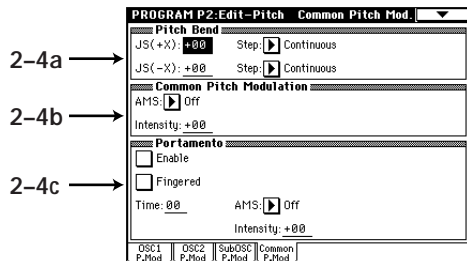 PROGRAM P2:Edit-Pitch Common Pitch Mod.
Pitch Bend
JS(+X): +00 Step: Continuous
2-4a
JS(-X): +00 Step: Continuous
Common Pitch Modulation
2-4b
AMS: Off
Intensity: +00
Portamento
Enable
2-4c
Fingered
Time: 00 AMS: Off
Intensity: +00
OSC1 P.Mod OSC2 P.Mod SubOSC P.Mod Common P.Mod